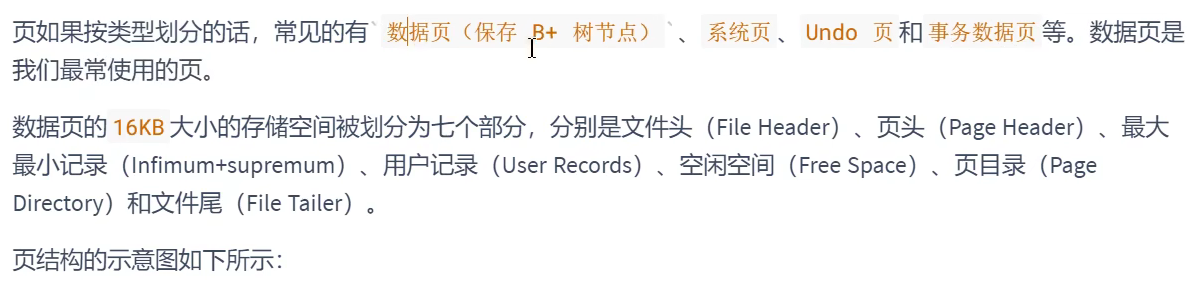 页如果按类型划分的话，常见的有`数据页（保存 B+ 树节点）`、系统页、Undo 页和事务数据页等。数据页是
我们最常使用的页。
数据页的16KB大小的存储空间被划分为七个部分，分别是文件头（File Header）、页头（Page Header）、最大
最小记录（Infimum+supremum）、用户记录（User Records）、空闲空间（Free Space）、页目录（Page
Directory）和文件尾（File Tailer）。
页结构的示意图如下所示：